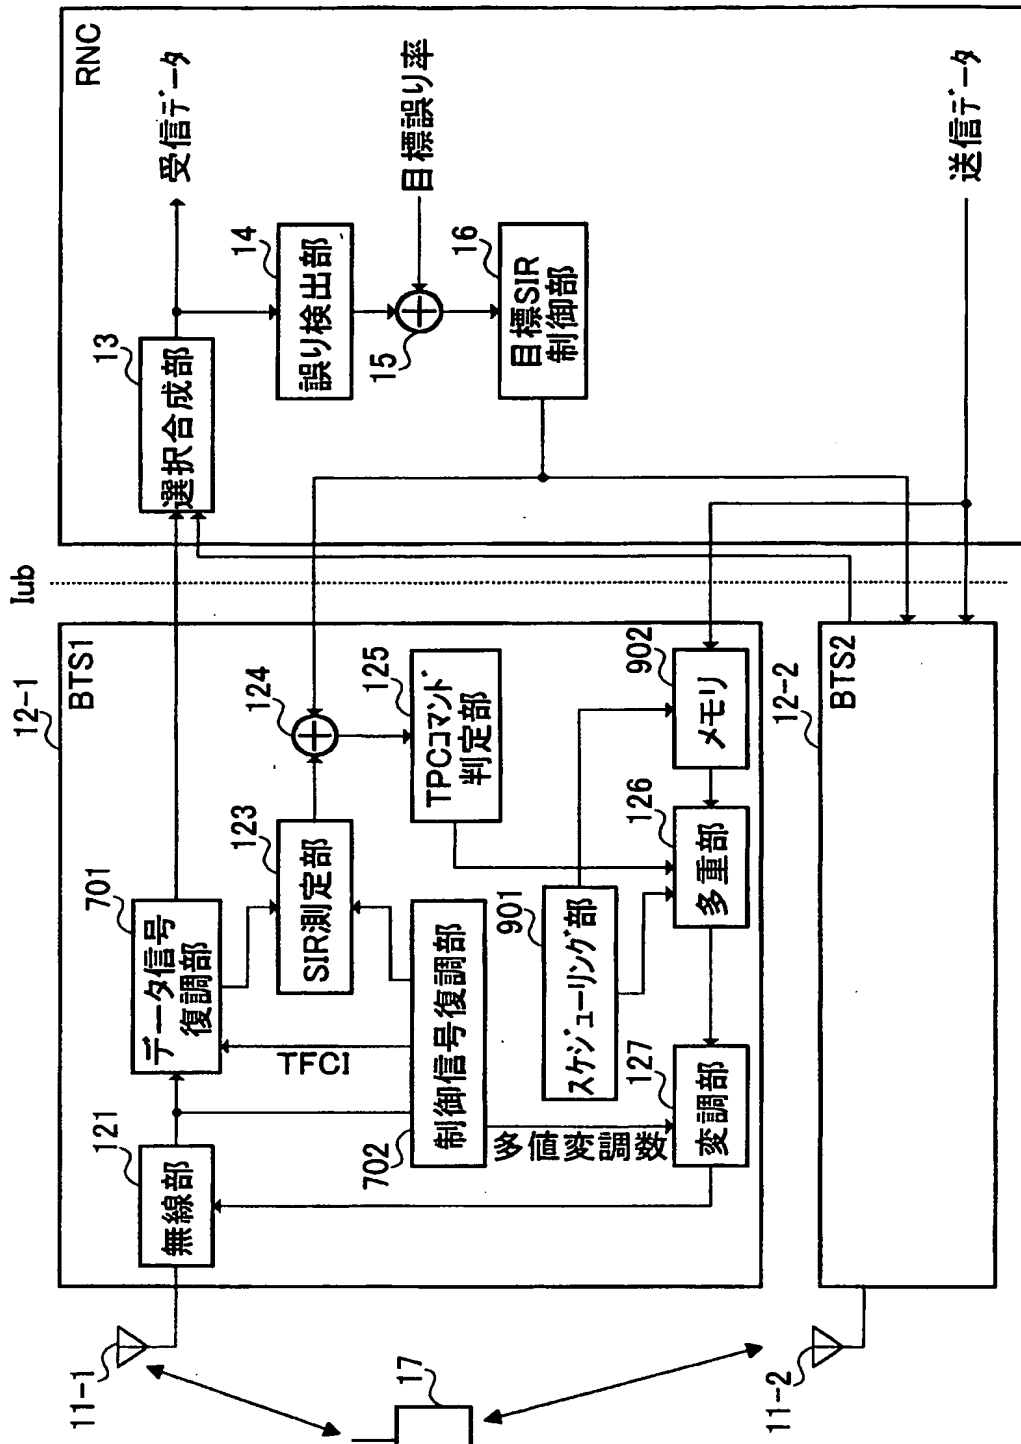 Iub
12-1
BTS1
RNC
11-1
121
無線部
701
データ信号
復調部
13
選択合成部
受信データ
14
誤り検出部
目標誤り率
15
16
目標SIR
制御部
TFCI
123
SIR測定部
124
125
TPCコマンド
判定部
702
制御信号復調部
多値変調数
901
スケジューリング部
127
変調部
126
多重部
902
メモリ
送信データ
17
11-2
12-2
BTS2